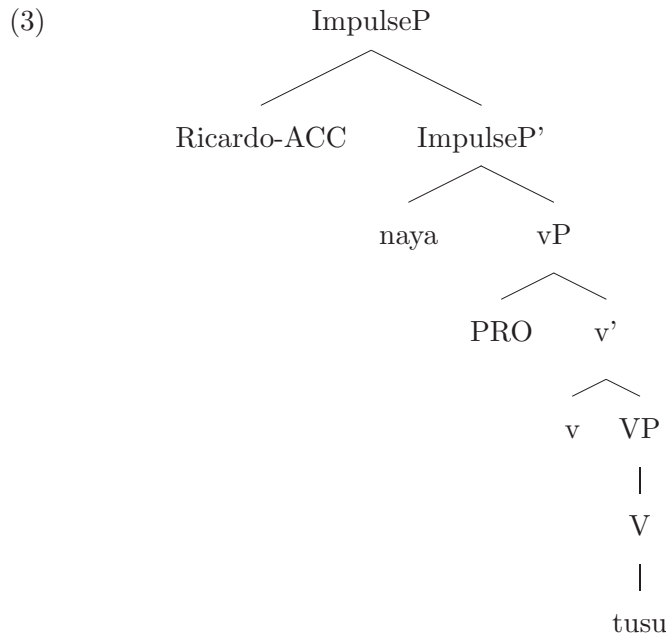 (3) ImpulseP
Ricardo-ACC ImpulseP'
naya vP
PRO v'
v VP
V
tusu